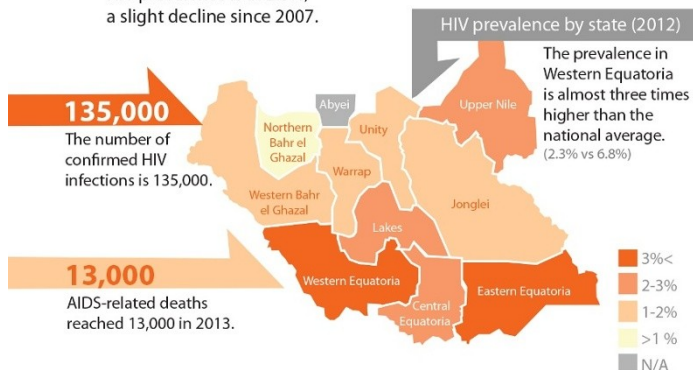 a slight decline since 2007.
HIV prevalence by state (2012)
The prevalence in
Western Equatoria
is almost three times
higher than the
national average.
(2.3% vs 6.8%)
135,000
The number of
confirmed HIV
infections is 135,000.
Abyei
Upper Nile
Northern
Bahr el
Ghazal
Unity
Warrap
Western Bahr
el Ghazal
Jonglei
Lakes
13,000
AIDS-related deaths
reached 13,000 in 2013.
Western Equatoria
Central
Equatoria
Eastern Equatoria
3%<
2-3%
1-2%
>1 %
N/A